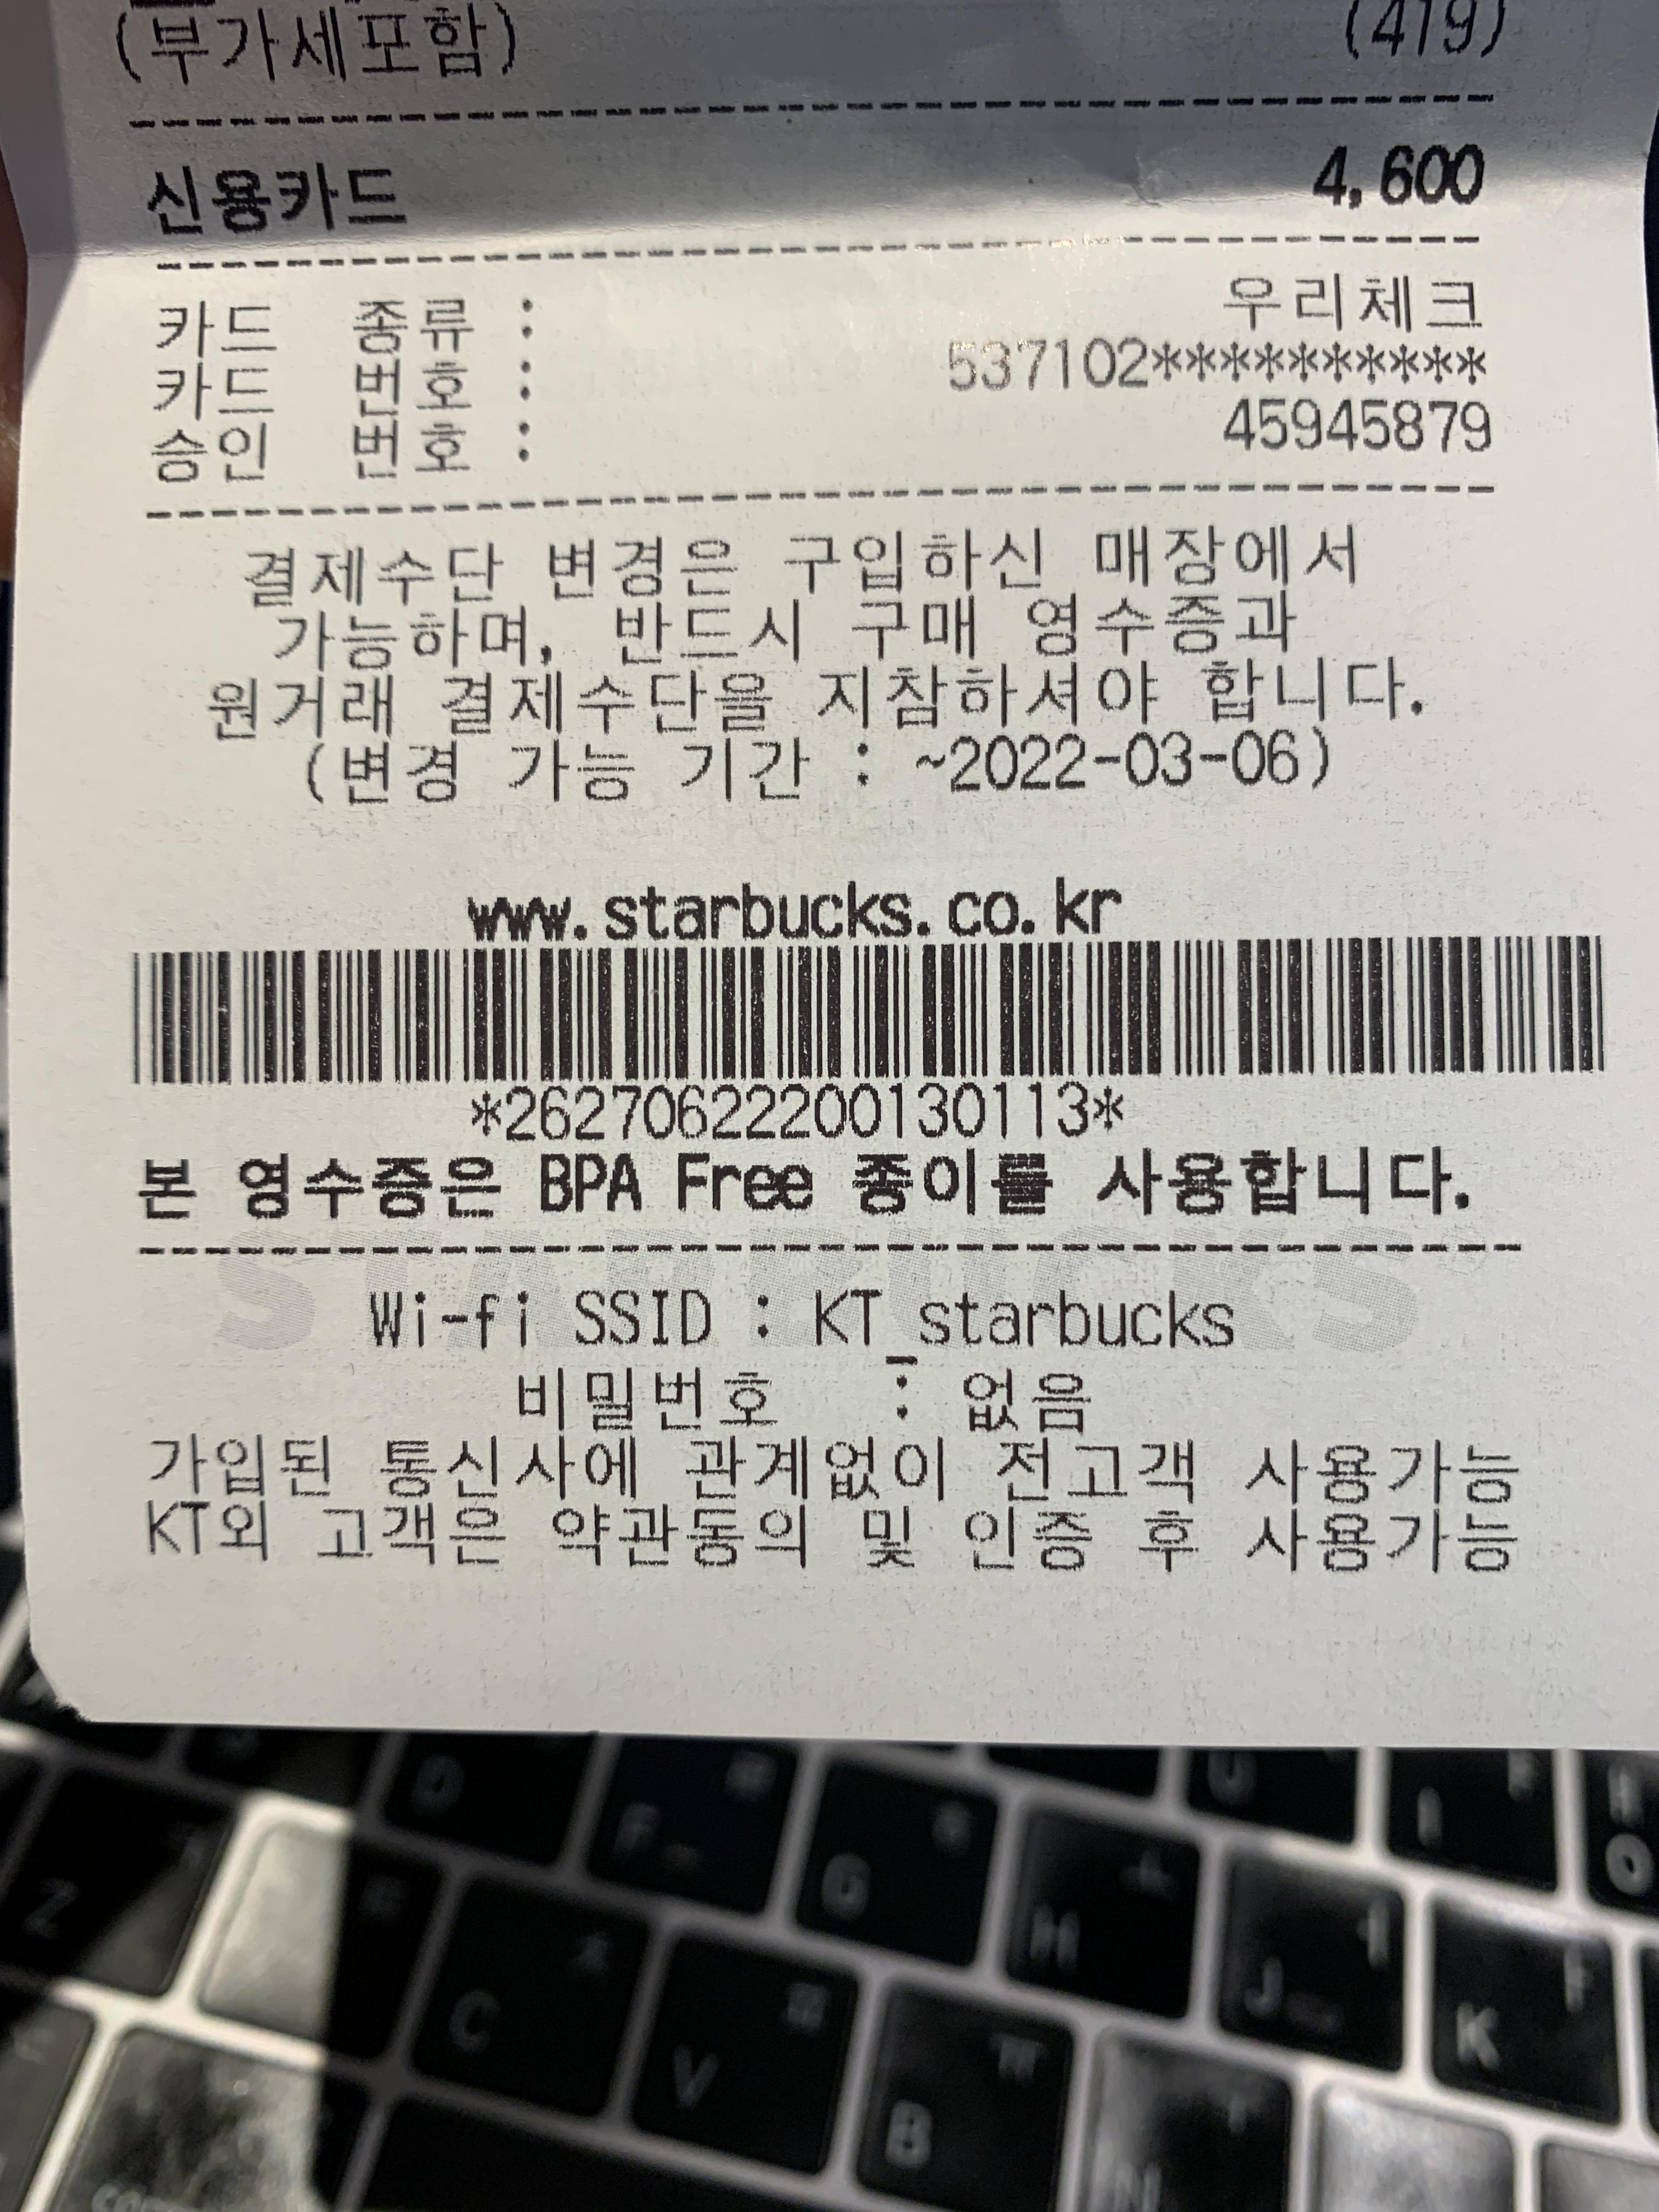 (부가세포함) (419)
신용카드 4,600
카드 종류 : 우리체크
카드 번호 : 537102**********
승인 번호 : 45945879
결제수단 변경은 구입하신 매장에서
가능하며, 반드시 구매 영수증과
원거래 결제수단을 지참하셔야 합니다.
(변경 가능 기간 : ~2022-03-06)
www.starbucks.co.kr
*26270622200130113*
본 영수증은 BPA Free 종이를 사용합니다.
STARBUCKS
Wi-fi SSID : KT_starbucks
비밀번호 : 없음
가입된 통신사에 관계없이 전고객 사용가능
KT외 고객은 약관동의 및 인증 후 사용가능
D F G H J K
Z C V B N
U I O